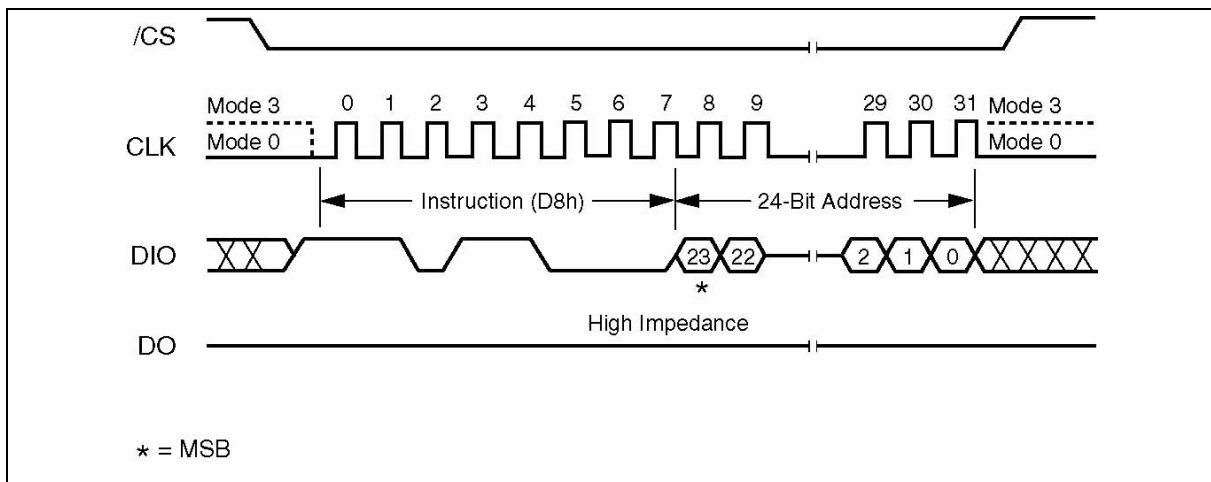 /CS
Mode 3
0 1 2 3 4 5 6 7 8 9 29 30 31
Mode 3
CLK
Mode 0
Mode 0
Instruction (D8h)
24-Bit Address
DIO
23 22 2 1 0
*
High Impedance
DO
* = MSB